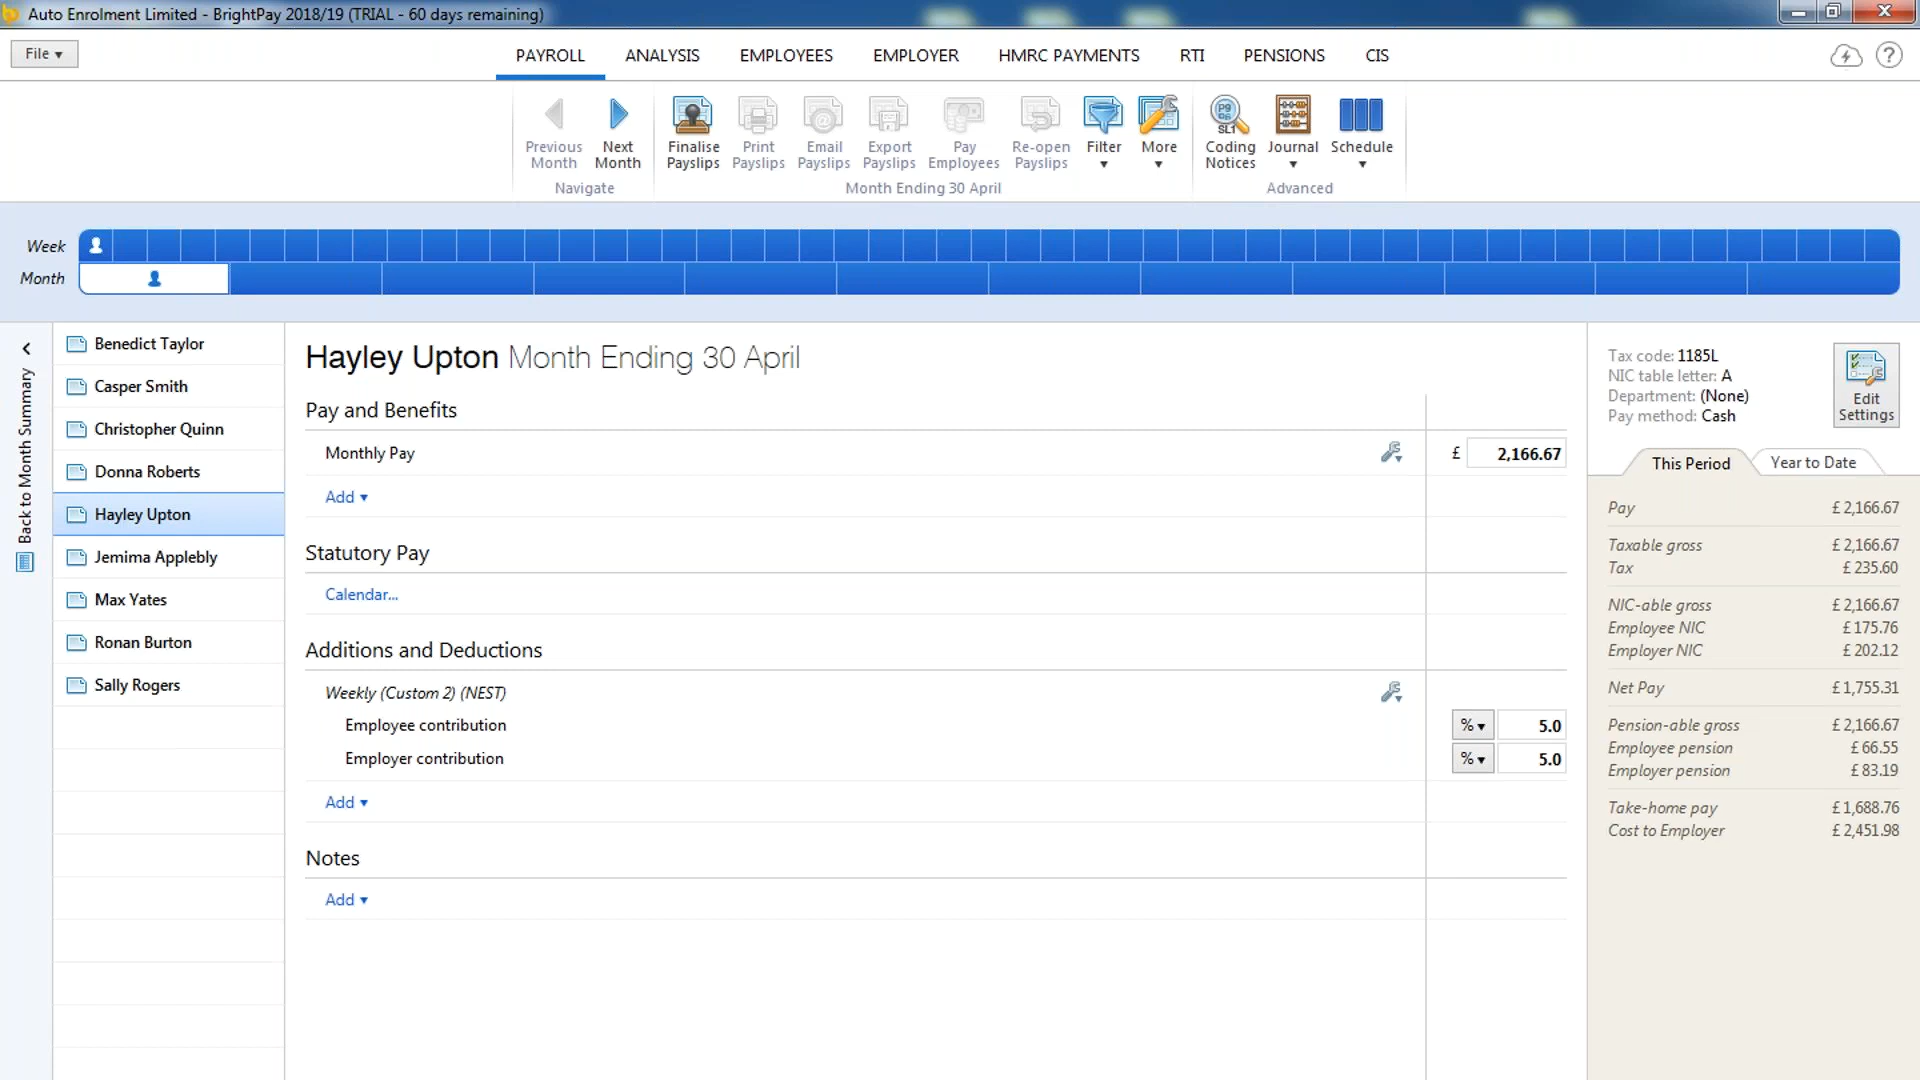 Auto Enrolment Limited - BrightPay 2018/19 (TRIAL - 60 days remaining)
File
PAYROLL ANALYSIS EMPLOYEES EMPLOYER HMRC PAYMENTS RTI PENSIONS CIS
?
Previous Month
Next Month
Navigate
Finalise Payslips
Print Payslips
Email Payslips
Export Payslips
Pay Employees
Re-open Payslips
Filter
More
Month Ending 30 April
P9
P6
SL1
Coding Notices
Journal
Schedule
Advanced
Week
Month
Back to Month Summary
Benedict Taylor
Casper Smith
Christopher Quinn
Donna Roberts
Hayley Upton
Jemima Applebly
Max Yates
Ronan Burton
Sally Rogers
Hayley Upton Month Ending 30 April
Pay and Benefits
Monthly Pay £ 2,166.67
Add
Statutory Pay
Calendar...
Additions and Deductions
Weekly (Custom 2) (NEST)
Employee contribution % 5.0
Employer contribution % 5.0
Add
Notes
Add
Tax code: 1185L
NIC table letter: A
Department: (None)
Pay method: Cash
Edit Settings
This Period Year to Date
Pay £ 2,166.67
Taxable gross £ 2,166.67
Tax £ 235.60
NIC-able gross £ 2,166.67
Employee NIC £ 175.76
Employer NIC £ 202.12
Net Pay £ 1,755.31
Pension-able gross £ 2,166.67
Employee pension £ 66.55
Employer pension £ 83.19
Take-home pay £ 1,688.76
Cost to Employer £ 2,451.98